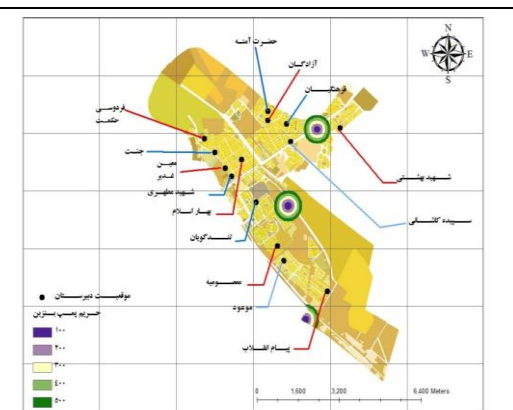 N
حضرت آمنه
آزادگان
W E
فرهنگیان
S
فردوسی
حکمت
جنت
معین
غدیر
شهید بهشتی
شهید مطهری
بهار اسلام
سپیده کاشانی
تندگویان
معصومیه
موقعیت دبیرستان
موعود
حریم پمپ بنزین
۱۰۰
پیام انقلاب
۲۰۰
۳۰۰
۴۰۰
۵۰۰
0 1,600 3,200 6,400 Meters